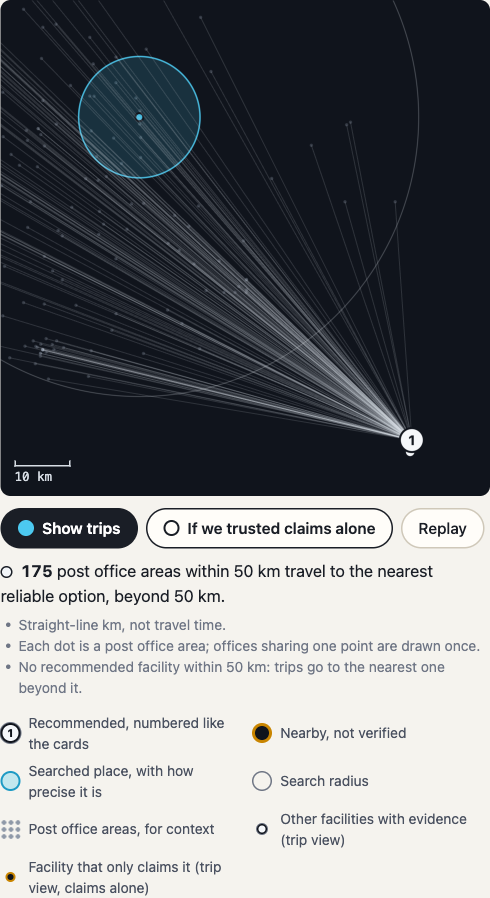 1
10 km
Show trips
If we trusted claims alone
Replay
175 post office areas within 50 km travel to the nearest
reliable option, beyond 50 km.
• Straight-line km, not travel time.
• Each dot is a post office area; offices sharing one point are drawn once.
• No recommended facility within 50 km: trips go to the nearest one
beyond it.
1
Recommended, numbered like
the cards
Nearby, not verified
Searched place, with how
precise it is
Search radius
Post office areas, for context
Other facilities with evidence
(trip view)
Facility that only claims it (trip
view, claims alone)